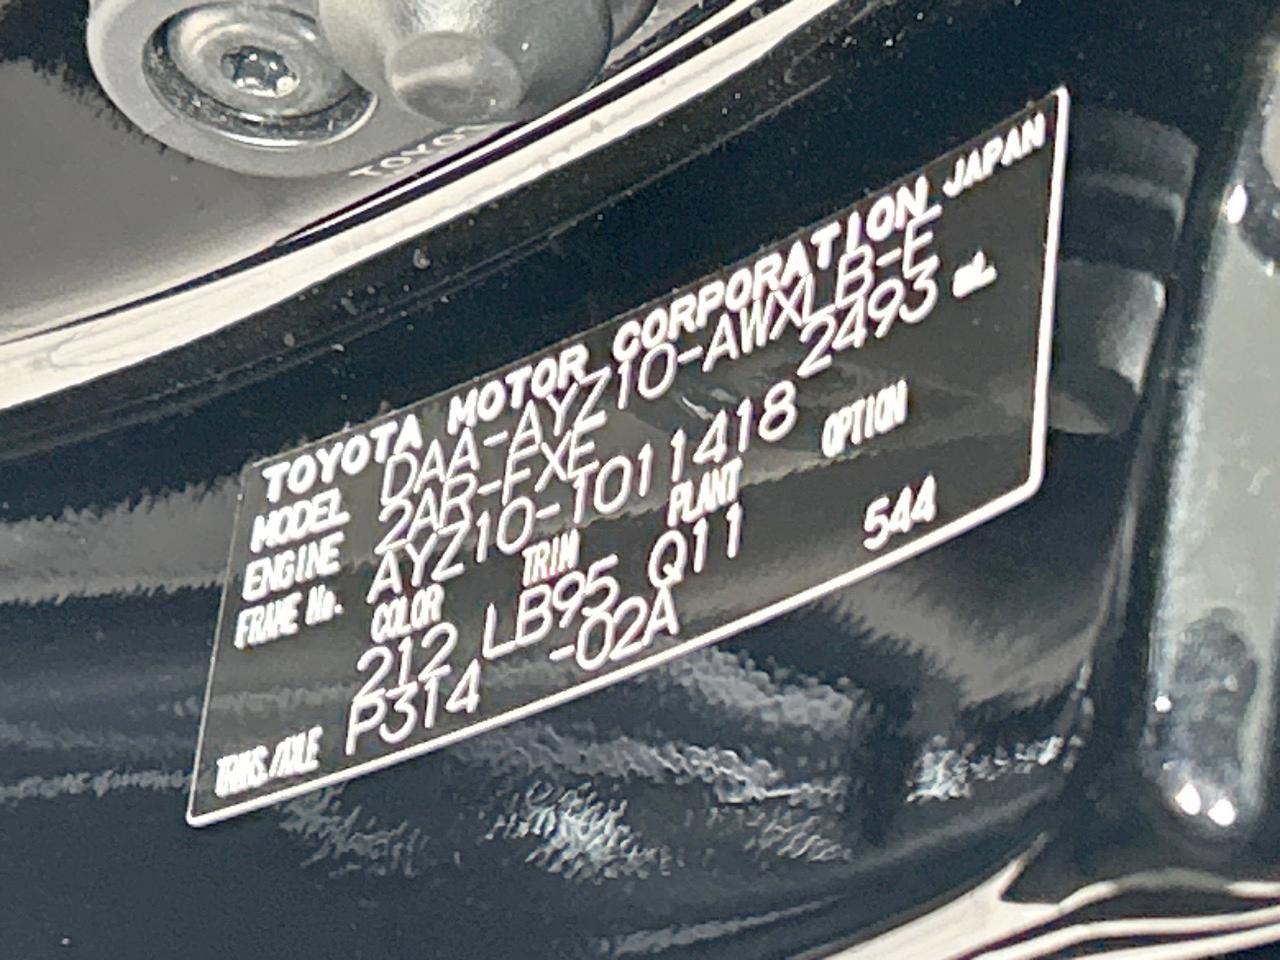 TOYOTA
TOYOTA MOTOR CORPORATION JAPAN
MODEL DAA-AYZ10-AWXLB-E
ENGINE 2AR-FXE 2493 mL
FRAME No. AYZ10-T011418
COLOR TRIM PLANT OPTION
212 LB95 Q11 544
TRANS./AXLE P314 -02A